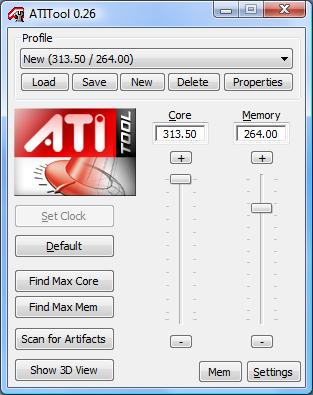 ATITool 0.26
Profile
New (313.50 / 264.00)
Load Save New Delete Properties
Core Memory
313.50 264.00
+ +
ATI TOOL
Set Clock
Default
Find Max Core
Find Max Mem
Scan for Artifacts
- -
Show 3D View
Mem Settings